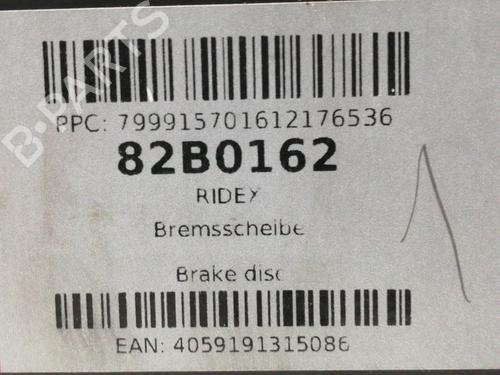 B-PARTS
PPC: 799915701612176536
82B0162
RIDEX
Bremsscheibe
Brake disc
EAN: 4059191315086